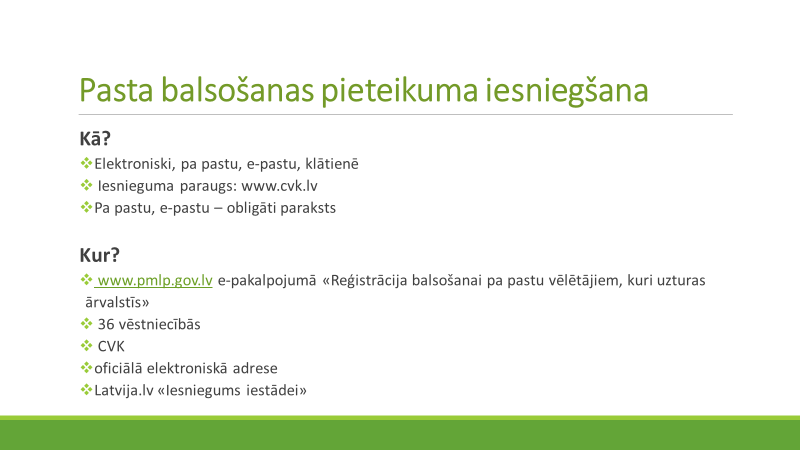 Pasta balsošanas pieteikuma iesniegšana
Kā?
❖Elektroniski, pa pastu, e-pastu, klātienē
❖ Iesnieguma paraugs: www.cvk.lv
❖Pa pastu, e-pastu – obligāti paraksts
Kur?
❖ www.pmlp.gov.lv e-pakalpojumā «Reģistrācija balsošanai pa pastu vēlētājiem, kuri uzturas
ārvalstīs»
❖ 36 vēstniecībās
❖ CVK
❖oficiālā elektroniskā adrese
❖Latvija.lv «Iesniegums iestādei»